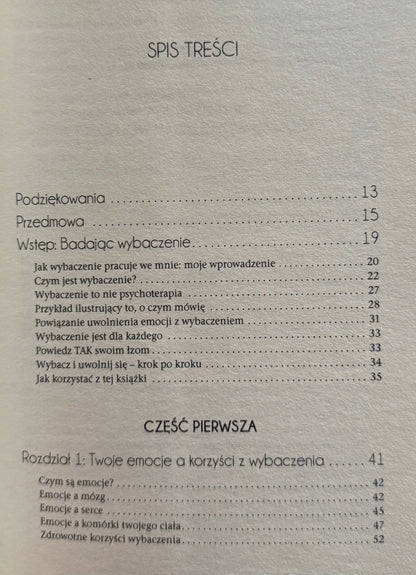 SPIS TREŚCI
Podziękowania 13
Przedmowa 15
Wstęp: Badając wybaczenie 19
Jak wybaczenie pracuje we mnie: moje wprowadzenie 20
Czym jest wybaczenie? 22
Wybaczenie to nie psychoterapia 27
Przykład ilustrujący to, o czym mówię 28
Powiązanie uwolnienia emocji z wybaczeniem 31
Wybaczenie jest dla każdego 33
Powiedz TAK swoim łzom 33
Wybacz i uwolnij się – krok po kroku 34
Jak korzystać z tej książki 35
CZĘŚĆ PIERWSZA
Rozdział 1: Twoje emocje a korzyści z wybaczenia 41
Czym są emocje? 42
Emocje a mózg 42
Emocje a serce 45
Emocje a komórki twojego ciała 47
Zdrowotne korzyści wybaczenia 52